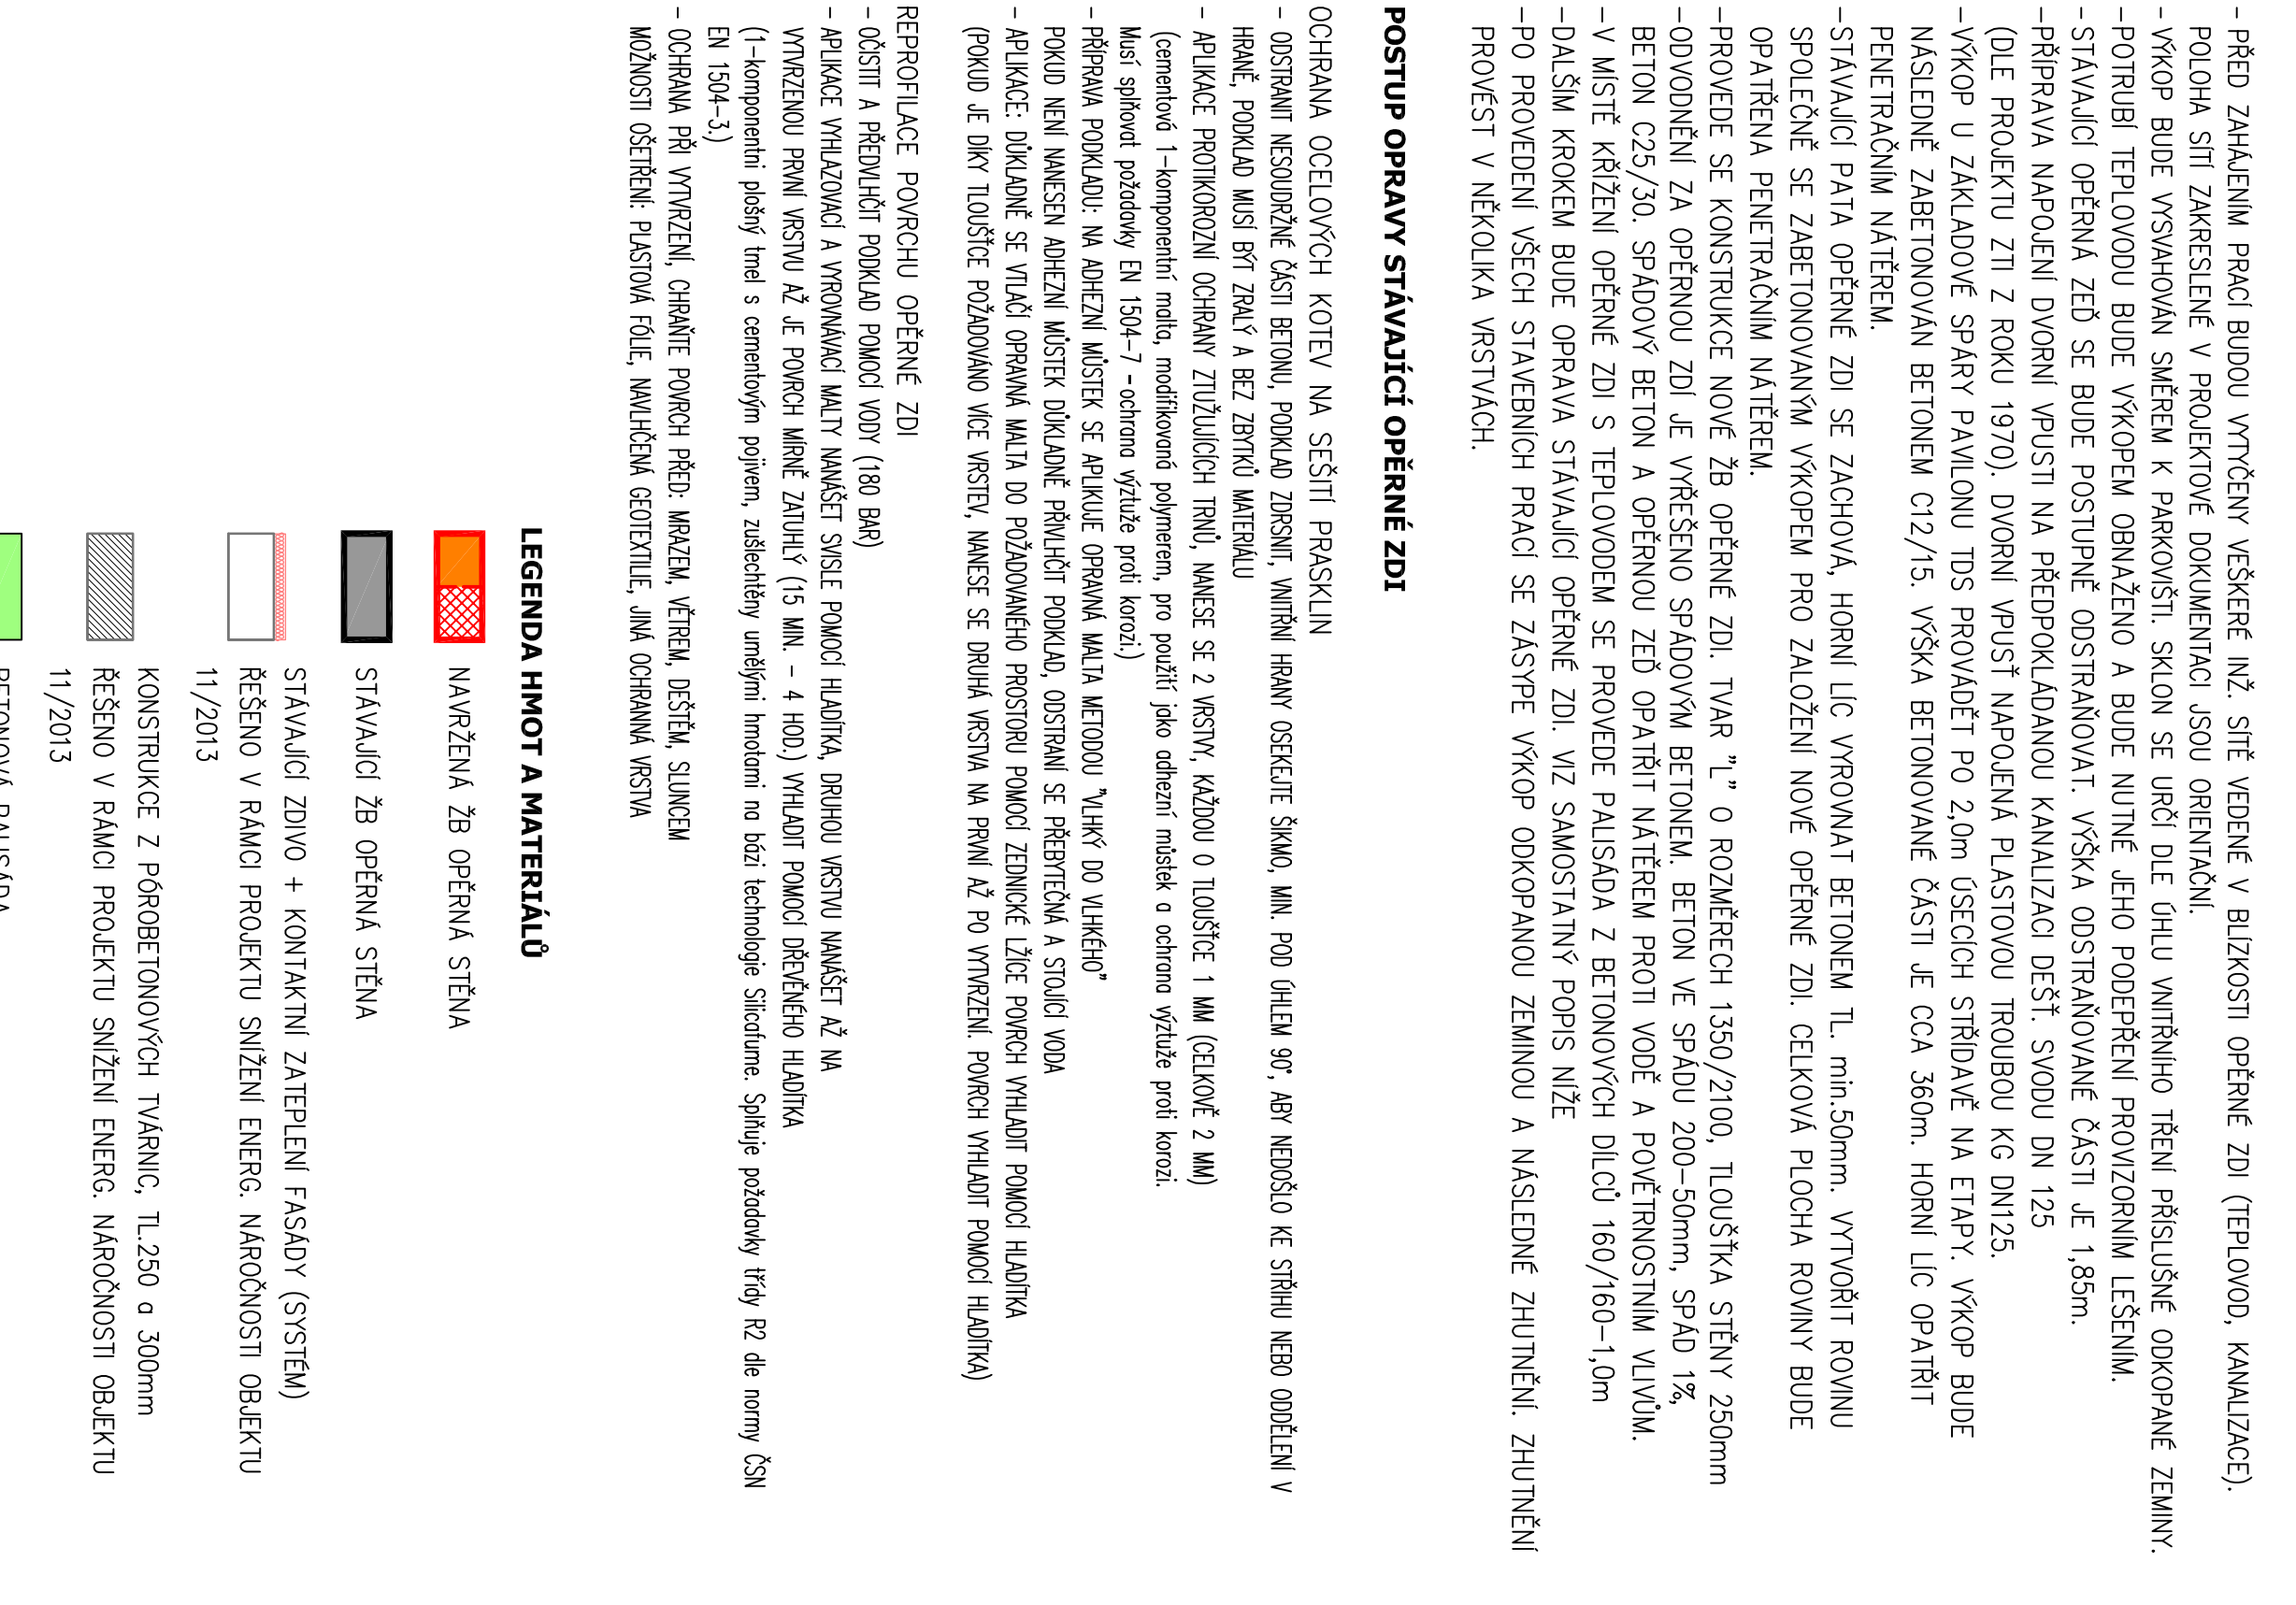 - PŘED ZAHÁJENÍM PRACÍ BUDOU VYTYČENY VEŠKERÉ INŽ. SÍTĚ VEDENÉ V BLÍZKOSTI OPĚRNÉ ZDI (TEPLOVOD, KANALIZACE).
POLOHA SÍTÍ ZAKRESLENÉ V PROJEKTOVÉ DOKUMENTACI JSOU ORIENTAČNÍ.
- VÝKOP BUDE VYSVAHOVÁN SMĚREM K PARKOVIŠTI. SKLON SE URČÍ DLE ÚHLU VNITŘNÍHO TŘENÍ PŘÍSLUŠNÉ ODKOPANÉ ZEMINY.
-POTRUBÍ TEPLOVODU BUDE VÝKOPEM OBNAŽENO A BUDE NUTNÉ JEHO PODEPŘENÍ PROVIZORNÍM LEŠENÍM.
- STÁVAJÍCÍ OPĚRNÁ ZEĎ SE BUDE POSTUPNĚ ODSTRAŇOVAT. VÝŠKA ODSTRAŇOVANÉ ČÁSTI JE 1,85m.
-PŘÍPRAVA NAPOJENÍ DVORNÍ VPUSTI NA PŘEDPOKLÁDANOU KANALIZACI DEŠŤ. SVODU DN 125
(DLE PROJEKTU ZTI Z ROKU 1970). DVORNÍ VPUSŤ NAPOJENÁ PLASTOVOU TROUBOU KG DN125.
-VÝKOP U ZÁKLADOVÉ SPÁRY PAVILONU TDS PROVÁDĚT PO 2,0m ÚSECÍCH STŘÍDAVĚ NA ETAPY. VÝKOP BUDE
NÁSLEDNĚ ZABETONOVÁN BETONEM C12/15. VÝŠKA BETONOVANÉ ČÁSTI JE CCA 360m. HORNÍ LÍC OPATŘIT
PENETRAČNÍM NÁTĚREM.
-STÁVAJÍCÍ PATA OPĚRNÉ ZDI SE ZACHOVÁ, HORNÍ LÍC VYROVNAT BETONEM TL. min.50mm. VYTVOŘIT ROVINU
SPOLEČNĚ SE ZABETONOVANÝM VÝKOPEM PRO ZALOŽENÍ NOVÉ OPĚRNÉ ZDI. CELKOVÁ PLOCHA ROVINY BUDE
OPATŘENA PENETRAČNÍM NÁTĚREM.
-PROVEDE SE KONSTRUKCE NOVÉ ŽB OPĚRNÉ ZDI. TVAR "L" O ROZMĚRECH 1350/2100, TLOUŠŤKA STĚNY 250mm
-ODVODNĚNÍ ZA OPĚRNOU ZDÍ JE VYŘEŠENO SPÁDOVÝM BETONEM. BETON VE SPÁDU 200-50mm, SPÁD 1%,
BETON C25/30. SPÁDOVÝ BETON A OPĚRNOU ZEĎ OPATŘIT NÁTĚREM PROTI VODĚ A POVĚTRNOSTNÍM VLIVŮM.
-V MÍSTĚ KŘÍŽENÍ OPĚRNÉ ZDI S TEPLOVODEM SE PROVEDE PALISÁDA Z BETONOVÝCH DÍLCŮ 160/160-1,0m
-DALŠÍM KROKEM BUDE OPRAVA STÁVAJÍCÍ OPĚRNÉ ZDI. VIZ SAMOSTATNÝ POPIS NÍŽE
-PO PROVEDENÍ VŠECH STAVEBNÍCH PRACÍ SE ZÁSYPE VÝKOP ODKOPANOU ZEMINOU A NÁSLEDNÉ ZHUTNĚNÍ. ZHUTNĚNÍ
PROVÉST V NĚKOLIKA VRSTVÁCH.
POSTUP OPRAVY STÁVAJÍCÍ OPĚRNÉ ZDI
OCHRANA OCELOVÝCH KOTEV NA SEŠITÍ PRASKLIN
- ODSTRANIT NESOUDRŽNÉ ČÁSTI BETONU, PODKLAD ZDRSNIT, VNITŘNÍ HRANY OSEKEJTE ŠIKMO, MIN. POD ÚHLEM 90°, ABY NEDOŠLO KE STŘIHU NEBO ODDĚLENÍ V
HRANĚ, PODKLAD MUSÍ BÝT ZRALÝ A BEZ ZBYTKŮ MATERIÁLU
- APLIKACE PROTIKOROZNÍ OCHRANY ZTUŽUJÍCÍCH TRNŮ, NANESE SE 2 VRSTVY, KAŽDOU O TLOUŠŤCE 1 MM (CELKOVĚ 2 MM)
(cementová 1-komponentní malta, modifikovaná polymerem, pro použití jako adhezní můstek a ochrana výztuže proti korozi.
Musí splňovat požadavky EN 1504-7 - ochrana výztuže proti korozi.)
-PŘÍPRAVA PODKLADU: NA ADHEZNÍ MŮSTEK SE APLIKUJE OPRAVNÁ MALTA METODOU "VLHKÝ DO VLHKÉHO"
POKUD NENÍ NANESEN ADHEZNÍ MŮSTEK DŮKLADNĚ PŘIVLHČIT PODKLAD, ODSTRANÍ SE PŘEBYTEČNÁ A STOJÍCÍ VODA
- APLIKACE: DŮKLADNĚ SE VTLAČÍ OPRAVNÁ MALTA DO POŽADOVANÉHO PROSTORU POMOCÍ ZEDNICKÉ LŽÍCE POVRCH VYHLADIT POMOCÍ HLADÍTKA
(POKUD JE DÍKY TLOUŠŤCE POŽADOVÁNO VÍCE VRSTEV, NANESE SE DRUHÁ VRSTVA NA PRVNÍ AŽ PO VYTVRZENÍ. POVRCH VYHLADIT POMOCÍ HLADÍTKA)
REPROFILACE POVRCHU OPĚRNÉ ZDI
- OČISTIT A PŘEDVLHČIT PODKLAD POMOCÍ VODY (180 BAR)
- APLIKACE VYHLAZOVACÍ A VYROVNÁVACÍ MALTY NANÁŠET SVISLE POMOCÍ HLADÍTKA, DRUHOU VRSTVU NANÁŠET AŽ NA
VYTVRZENOU PRVNÍ VRSTVU AŽ JE POVRCH MÍRNĚ ZATUHLÝ (15 MIN. - 4 HOD.) VYHLADIT POMOCÍ DŘEVĚNÉHO HLADÍTKA
(1-komponentní plošný tmel s cementovým pojivem, zušlechtěny umělými hmotami na bázi technologie Silicafume. Splňuje požadavky třídy R2 dle normy ČSN
EN 1504-3.)
- OCHRANA PŘI VYTVRZENÍ, CHRAŇTE POVRCH PŘED: MRAZEM, VĚTREM, DEŠTĚM, SLUNCEM
MOŽNOSTI OŠETŘENÍ: PLASTOVÁ FÓLIE, NAVLHČENÁ GEOTEXTILIE, JINÁ OCHRANNÁ VRSTVA
LEGENDA HMOT A MATERIÁLŮ
NAVRŽENÁ ŽB OPĚRNÁ STĚNA
STÁVAJÍCÍ ŽB OPĚRNÁ STĚNA
STÁVAJÍCÍ ZDIVO + KONTAKTNÍ ZATEPLENÍ FASÁDY (SYSTÉM)
ŘEŠENO V RÁMCI PROJEKTU SNÍŽENÍ ENERG. NÁROČNOSTI OBJEKTU
11/2013
KONSTRUKCE Z PÓROBETONOVÝCH TVÁRNIC, TL.250 a 300mm
ŘEŠENO V RÁMCI PROJEKTU SNÍŽENÍ ENERG. NÁROČNOSTI OBJEKTU
11/2013
BETONOVÁ PALISÁDA